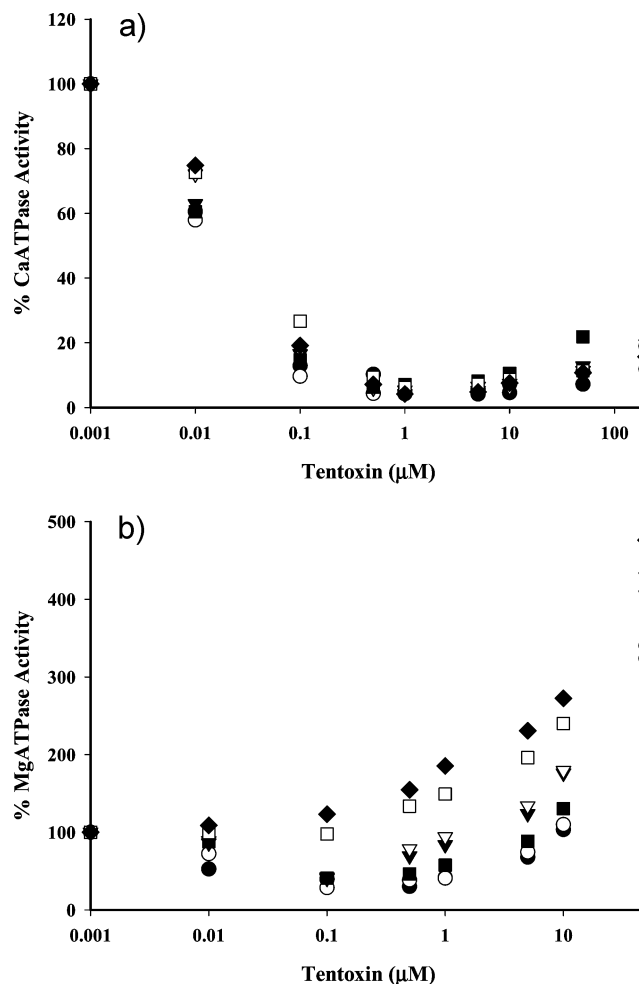 a)
120
100
80
60
40
20
0
% CaATPase Activity
0.001 0.01 0.1 1 10 100
Tentoxin (μM)
b)
500
400
300
200
100
0
% MgATPase Activity
0.001 0.01 0.1 1 10
Tentoxin (μM)